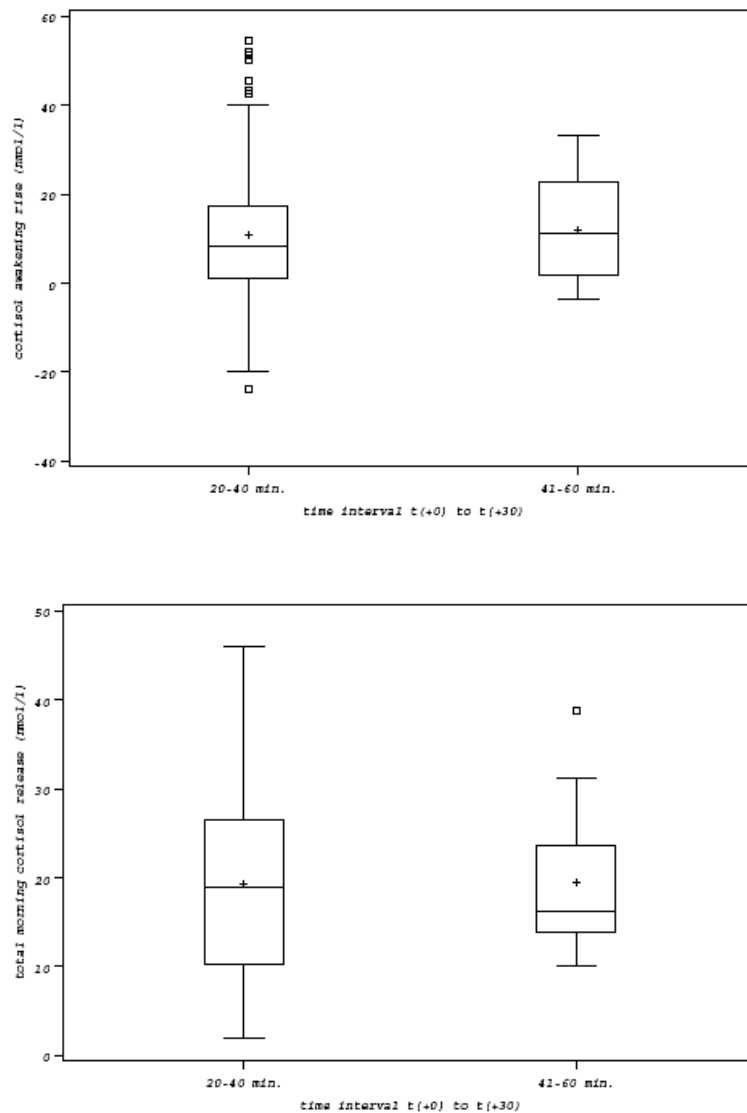 60
40
20
0
-20
-40
cortisol awakening rise (nmol/l)
20-40 min.
41-60 min.
time interval t(+0) to t(+30)
50
40
30
20
10
0
total morning cortisol release (nmol/l)
20-40 min.
41-60 min.
time interval t(+0) to t(+30)